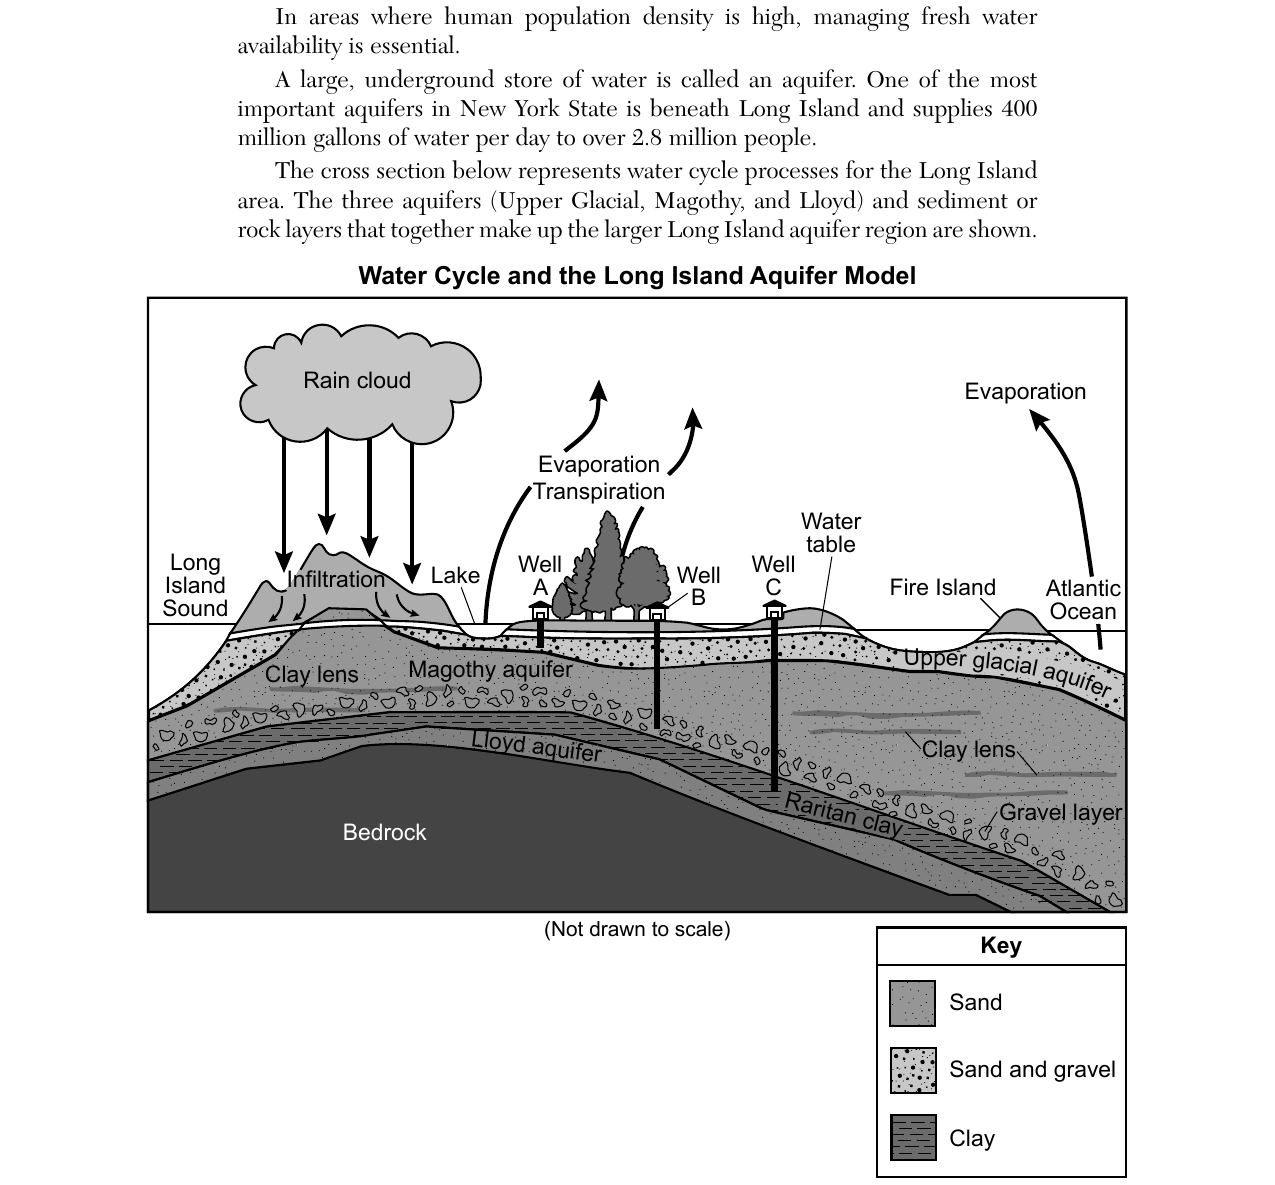 In areas where human population density is high, managing fresh water
availability is essential.
A large, underground store of water is called an aquifer. One of the most
important aquifers in New York State is beneath Long Island and supplies 400
million gallons of water per day to over 2.8 million people.
The cross section below represents water cycle processes for the Long Island
area. The three aquifers (Upper Glacial, Magothy, and Lloyd) and sediment or
rock layers that together make up the larger Long Island aquifer region are shown.
Water Cycle and the Long Island Aquifer Model
Rain cloud
Evaporation
Evaporation
Transpiration
Water
table
Long
Island
Sound
Infiltration
Lake
Well
A
Well
B
Well
C
Fire Island
Atlantic
Ocean
Clay lens
Magothy aquifer
Upper glacial aquifer
Lloyd aquifer
Clay lens
Raritan clay
Gravel layer
Bedrock
(Not drawn to scale)
Key
Sand
Sand and gravel
Clay